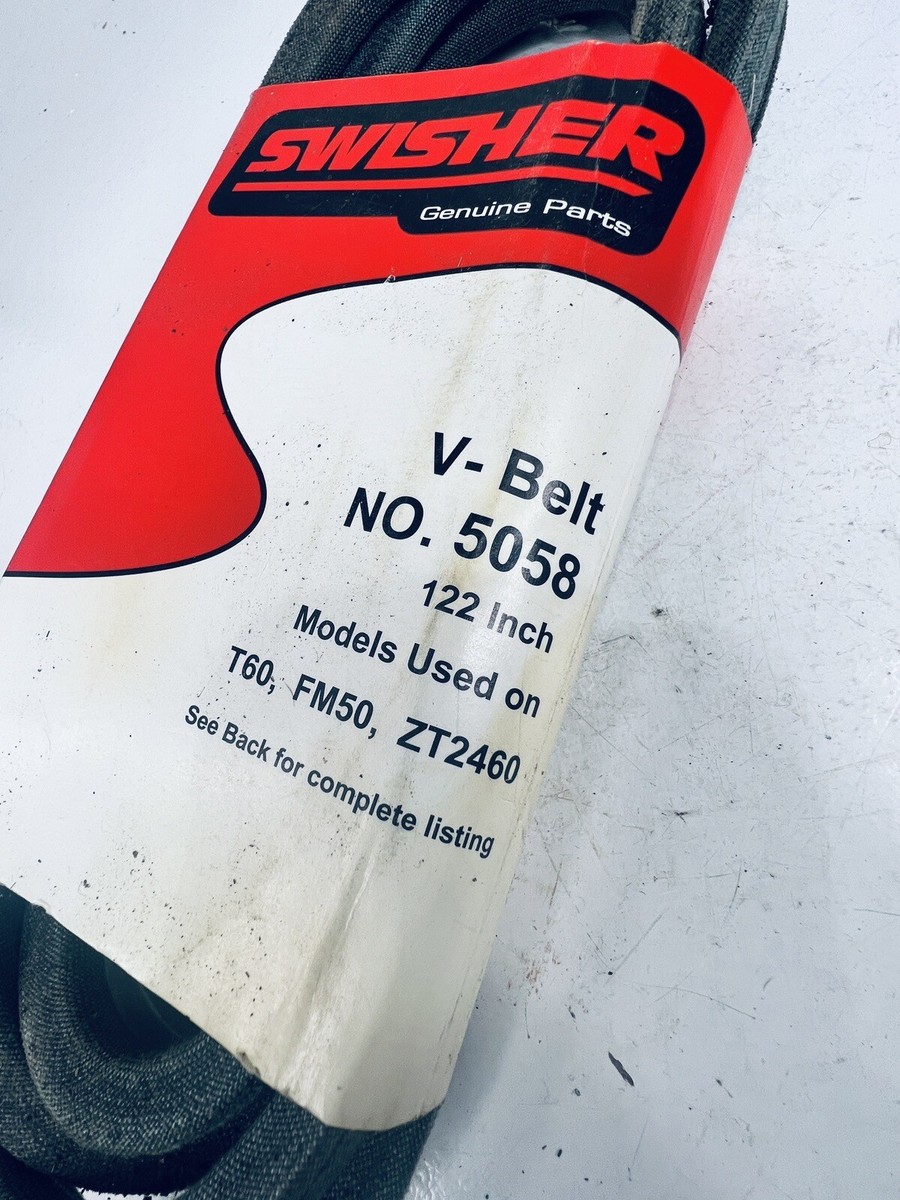 SWISHER
Genuine Parts
V- Belt
NO. 5058
122 Inch
Models Used on
T60, FM50, ZT2460
See Back for complete listing